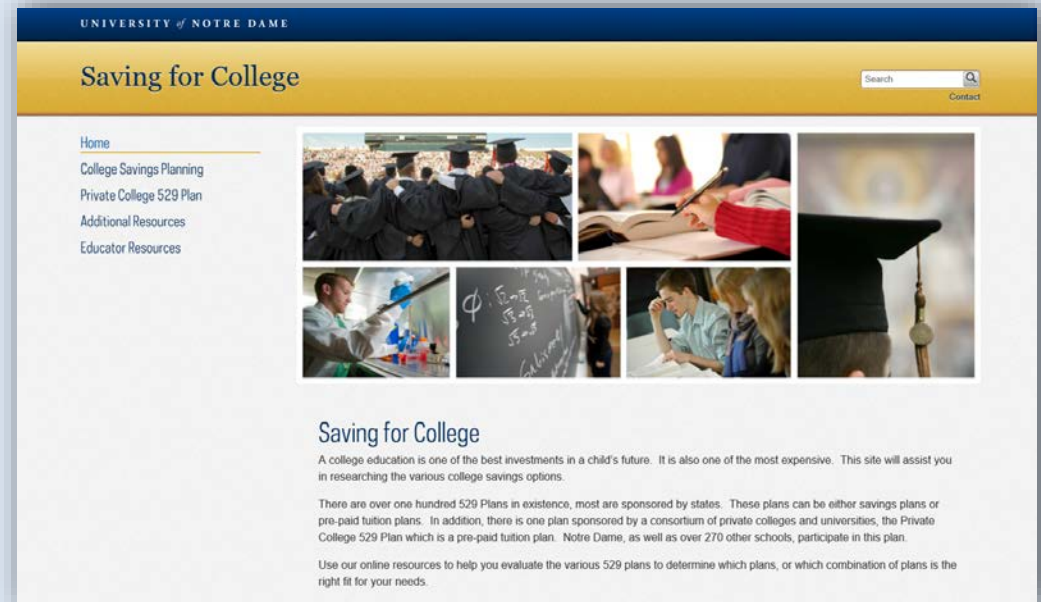 UNIVERSITY of NOTRE DAME
Saving for College
Search
Contact
Home
College Savings Planning
Private College 529 Plan
Additional Resources
Educator Resources
Saving for College
A college education is one of the best investments in a child's future. It is also one of the most expensive. This site will assist you
in researching the various college savings options.
There are over one hundred 529 Plans in existence, most are sponsored by states. These plans can be either savings plans or
pre-paid tuition plans. In addition, there is one plan sponsored by a consortium of private colleges and universities, the Private
College 529 Plan which is a pre-paid tuition plan. Notre Dame, as well as over 270 other schools, participate in this plan.
Use our online resources to help you evaluate the various 529 plans to determine which plans, or which combination of plans is the
right fit for your needs.